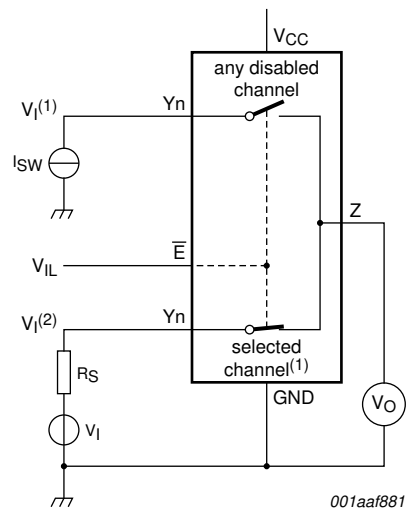 VCC
any disabled
channel
VI(1)
Yn
ISW
Z
E
VIL
VI(2)
Yn
selected
channel(1)
RS
GND
VO
VI
001aaf881